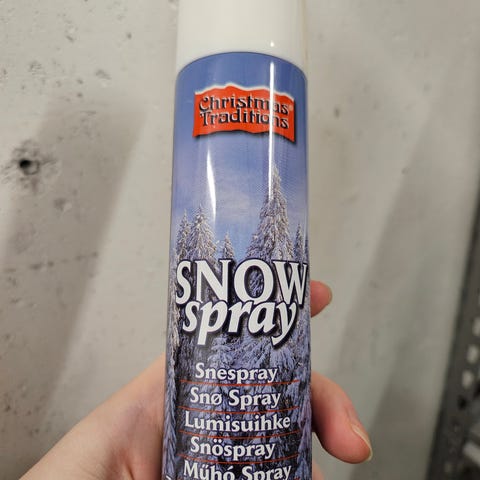 Christmas
Traditions
SNOW
spray
Snespray
Snø Spray
Lumisuihke
Snöspray
Műhó Spray